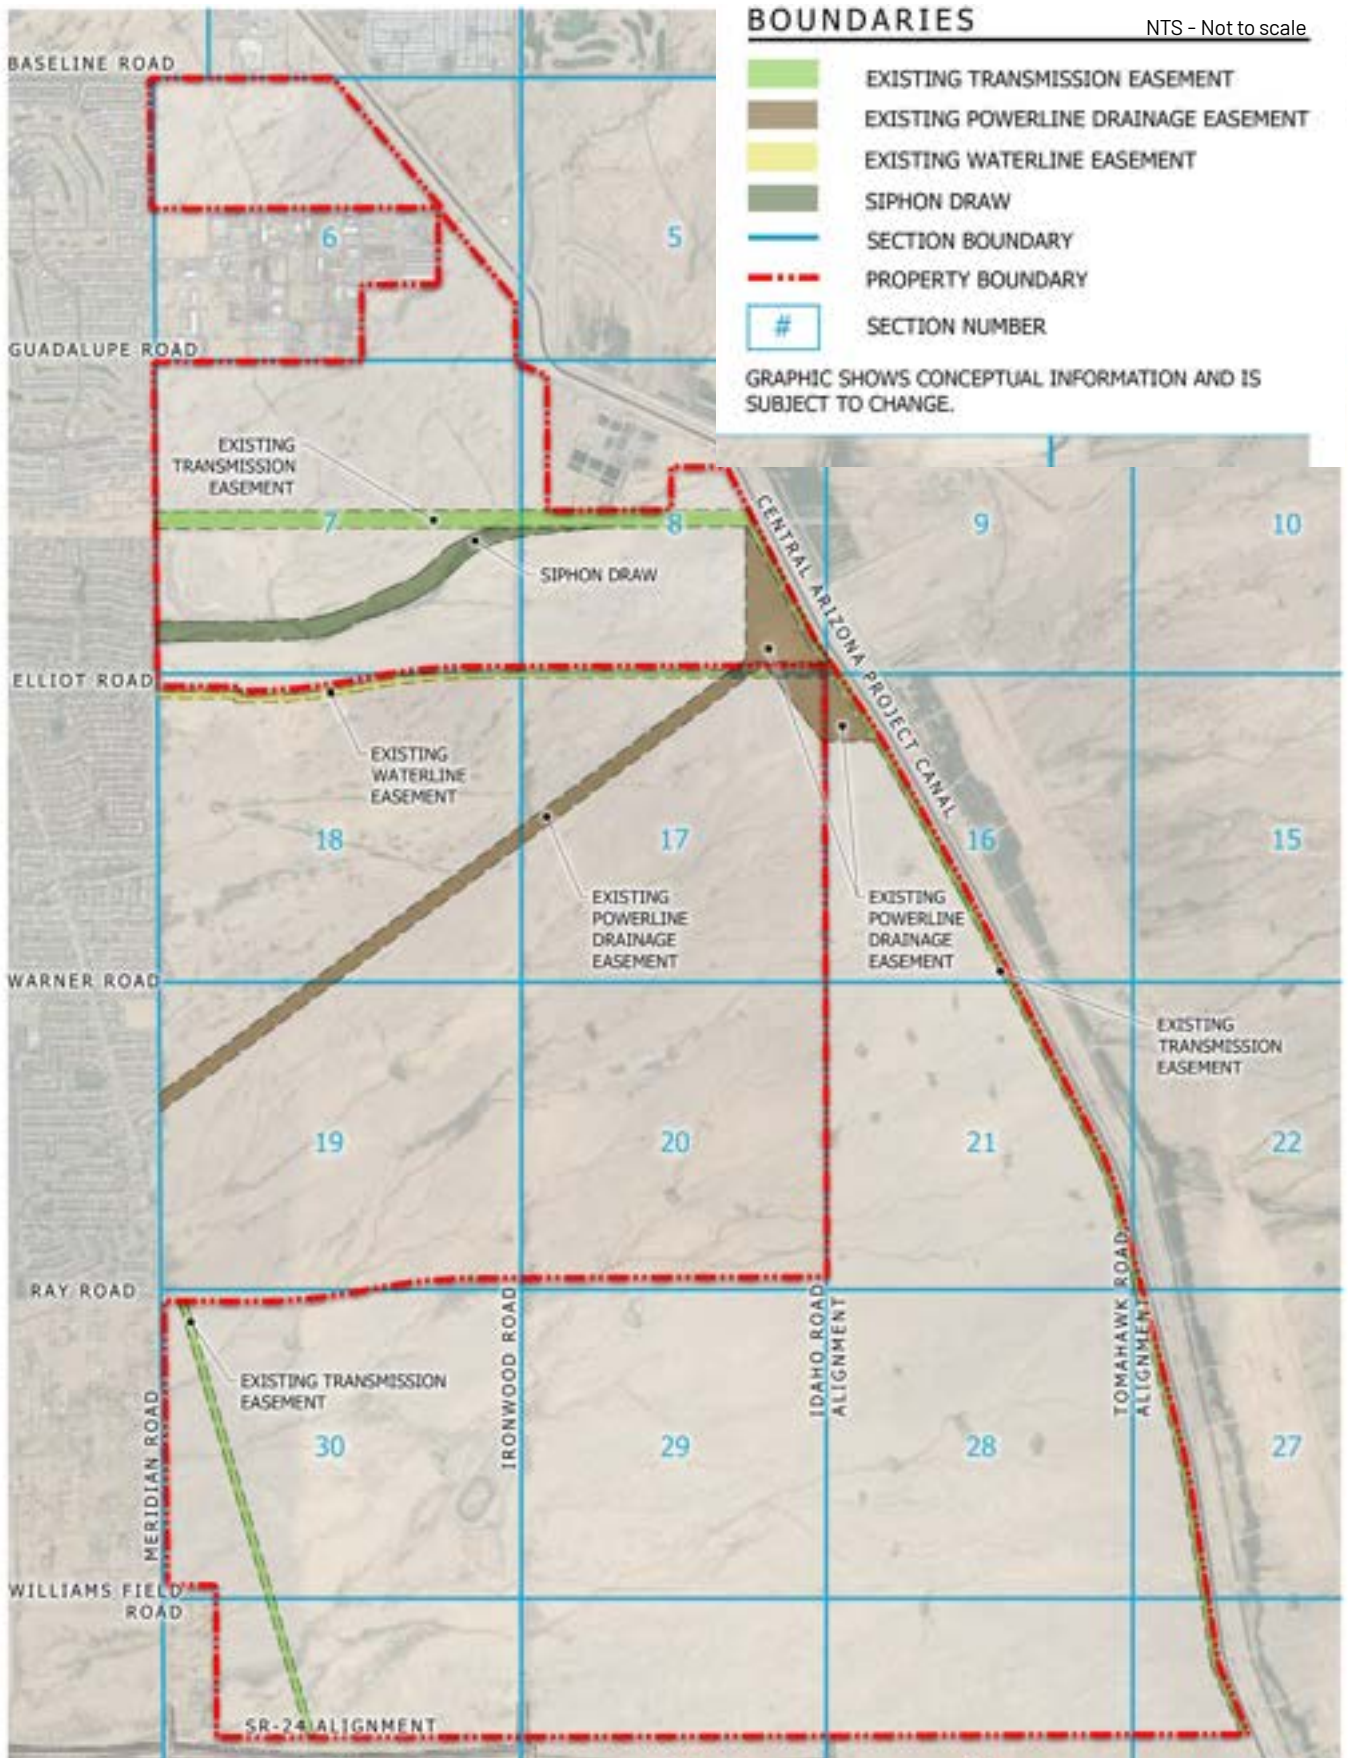 BOUNDARIES
NTS - Not to scale
EXISTING TRANSMISSION EASEMENT
EXISTING POWERLINE DRAINAGE EASEMENT
EXISTING WATERLINE EASEMENT
SIPHON DRAW
SECTION BOUNDARY
PROPERTY BOUNDARY
#
SECTION NUMBER
GRAPHIC SHOWS CONCEPTUAL INFORMATION AND IS
SUBJECT TO CHANGE.
BASELINE ROAD
6
5
GUADALUPE ROAD
EXISTING
TRANSMISSION
EASEMENT
7
8
9
10
SIPHON DRAW
CENTRAL ARIZONA PROJECT CANAL
ELLIOT ROAD
EXISTING
WATERLINE
EASEMENT
18
17
16
15
EXISTING
POWERLINE
DRAINAGE
EASEMENT
EXISTING
POWERLINE
DRAINAGE
EASEMENT
WARNER ROAD
EXISTING
TRANSMISSION
EASEMENT
19
20
21
22
RAY ROAD
IRONWOOD ROAD
IDAHO ROAD
ALIGNMENT
TOMAHAWK ROAD
ALIGNMENT
EXISTING TRANSMISSION
EASEMENT
MERIDIAN ROAD
30
29
28
27
WILLIAMS FIELD
ROAD
SR-24 ALIGNMENT